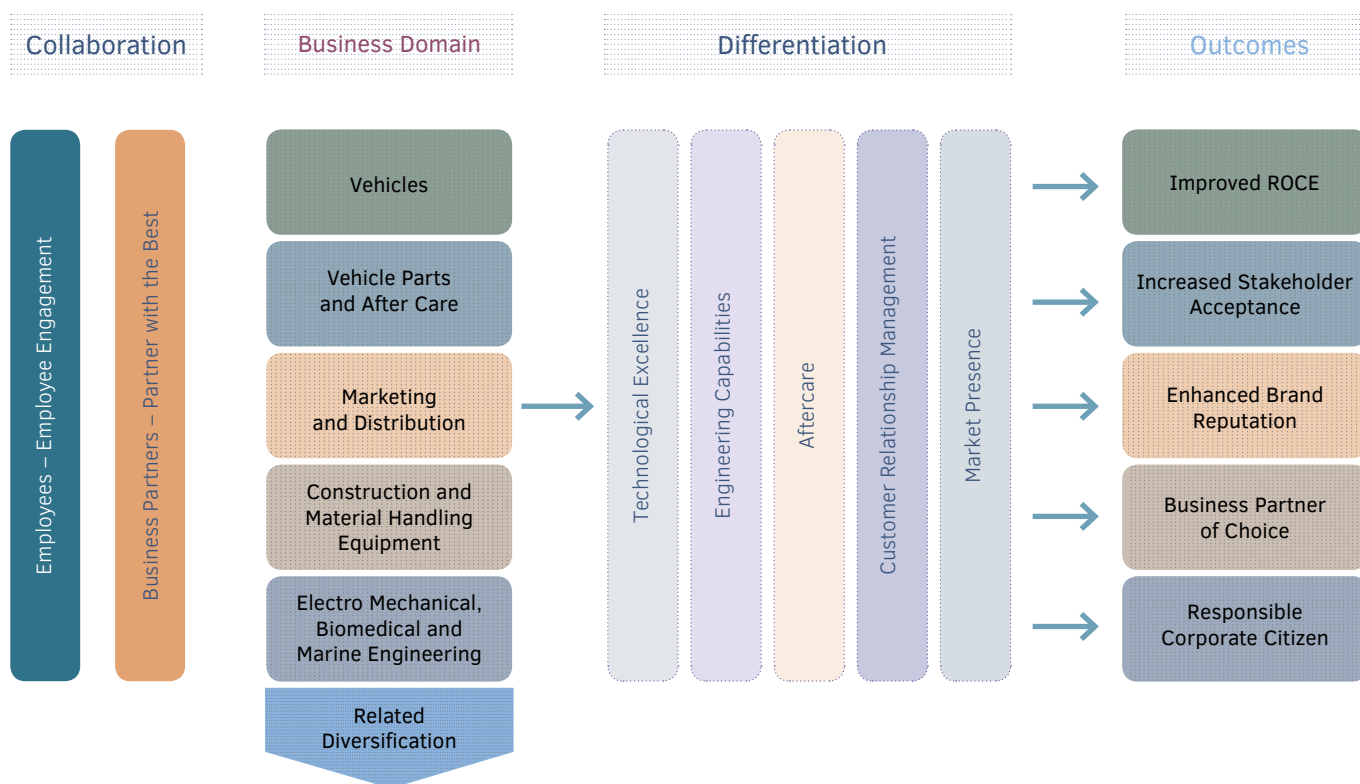 Collaboration
Business Domain
Differentiation
Outcomes
Employees – Employee Engagement
Business Partners – Partner with the Best
Vehicles
Vehicle Parts
and After Care
Marketing
and Distribution
Construction and
Material Handling
Equipment
Electro Mechanical,
Biomedical and
Marine Engineering
Related
Diversification
Technological Excellence
Engineering Capabilities
Aftercare
Customer Relationship Management
Market Presence
Improved ROCE
Increased Stakeholder
Acceptance
Enhanced Brand
Reputation
Business Partner
of Choice
Responsible
Corporate Citizen